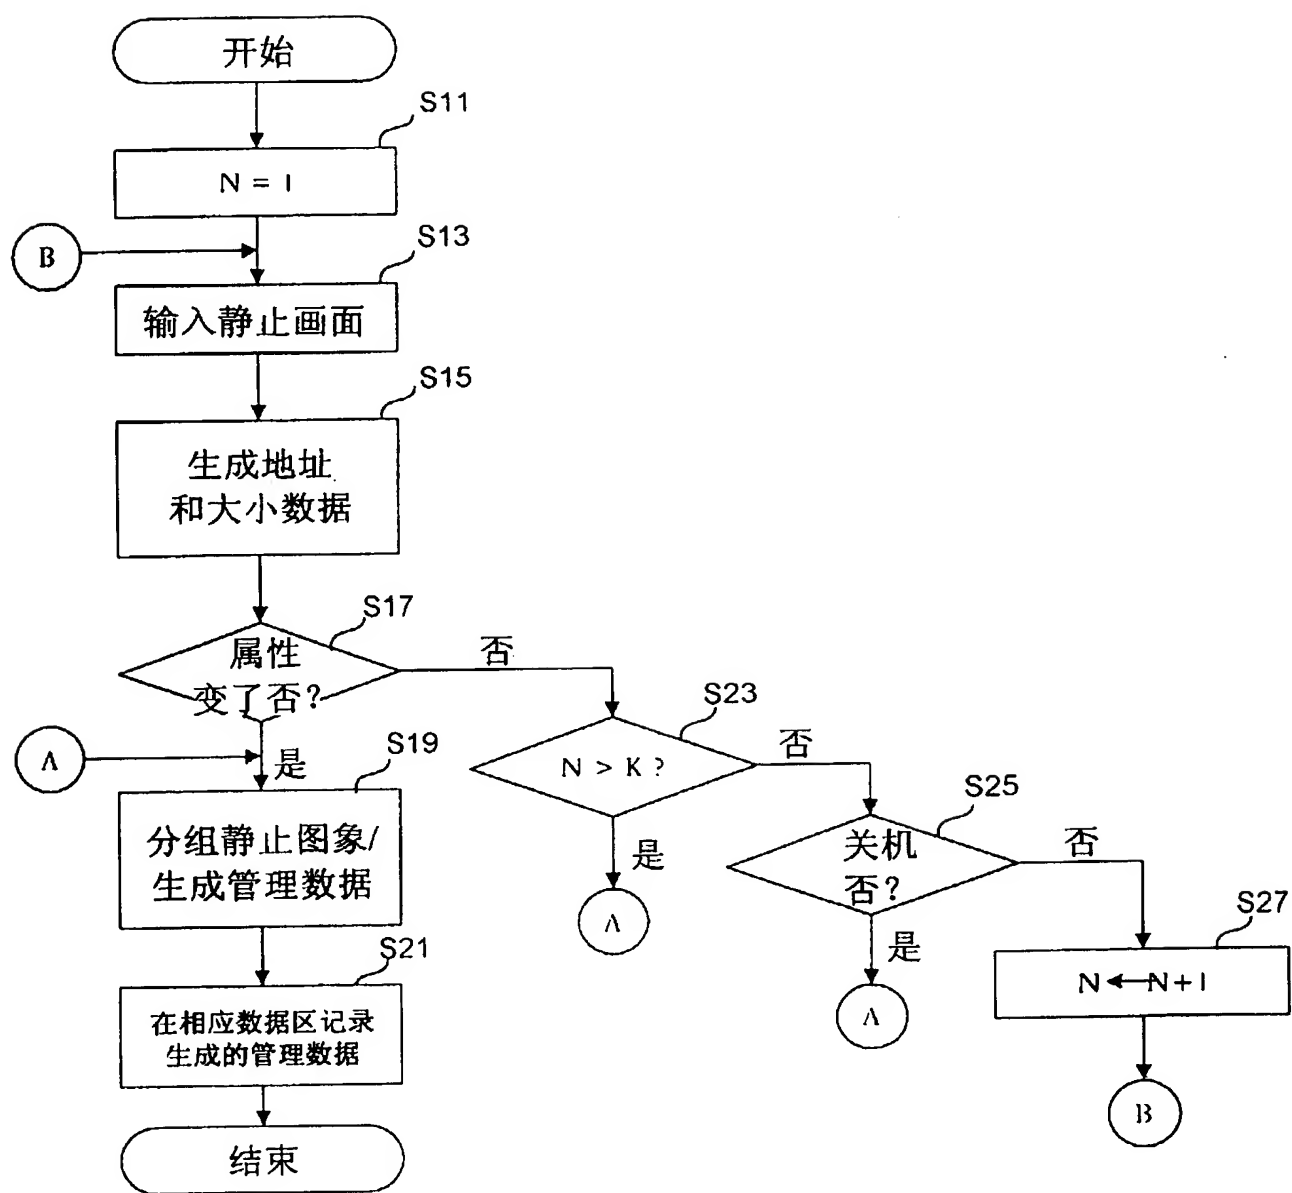 开始
S11
N = 1
B
S13
输入静止画面
S15
生成地址
和大小数据
S17
属性
变了否?
否
A
是
S19
分组静止图象/
生成管理数据
S21
在相应数据区记录
生成的管理数据
结束
S23
N > K ?
否
是
A
S25
关机
否?
否
是
A
S27
N←N+1
B